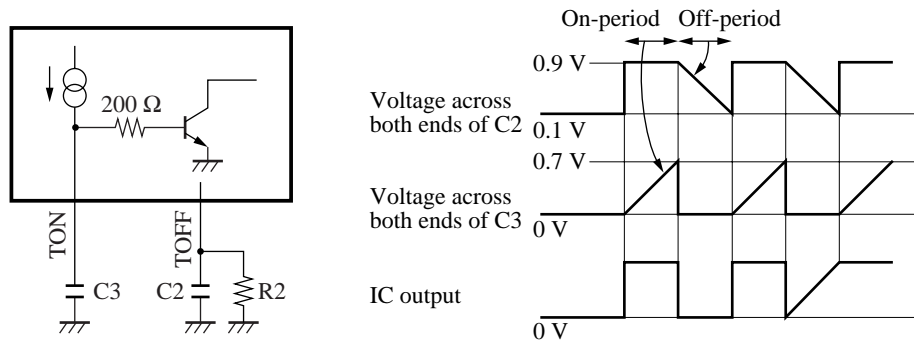 200 Ω
TON
TOFF
C3
C2
R2
On-period
Off-period
0.9 V
Voltage across
both ends of C2
0.1 V
0.7 V
Voltage across
both ends of C3
0 V
IC output
0 V